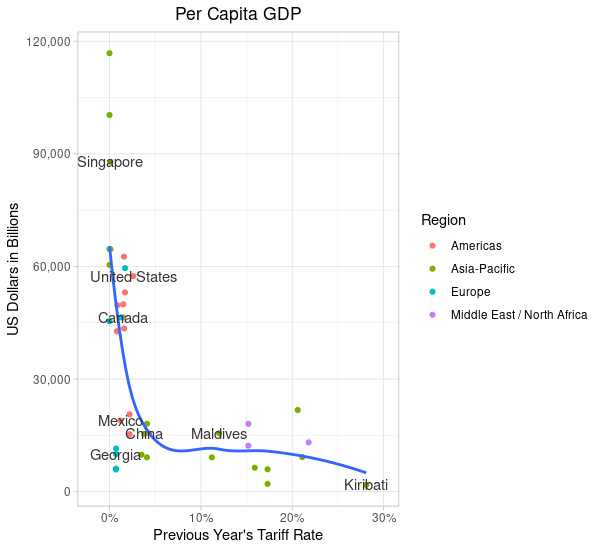 Per Capita GDP
US Dollars in Billions
120,000
90,000
60,000
30,000
0
Singapore
United States
Canada
Mexico
China
Maldives
Georgia
Kiribati
0%
10%
20%
30%
Previous Year's Tariff Rate
Region
Americas
Asia-Pacific
Europe
Middle East / North Africa